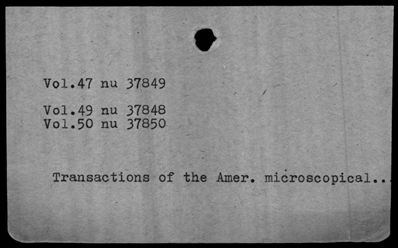 Vol.47 nu 37849
Vol.49 nu 37848
Vol.50 nu 37850
Transactions of the Amer. microscopical...